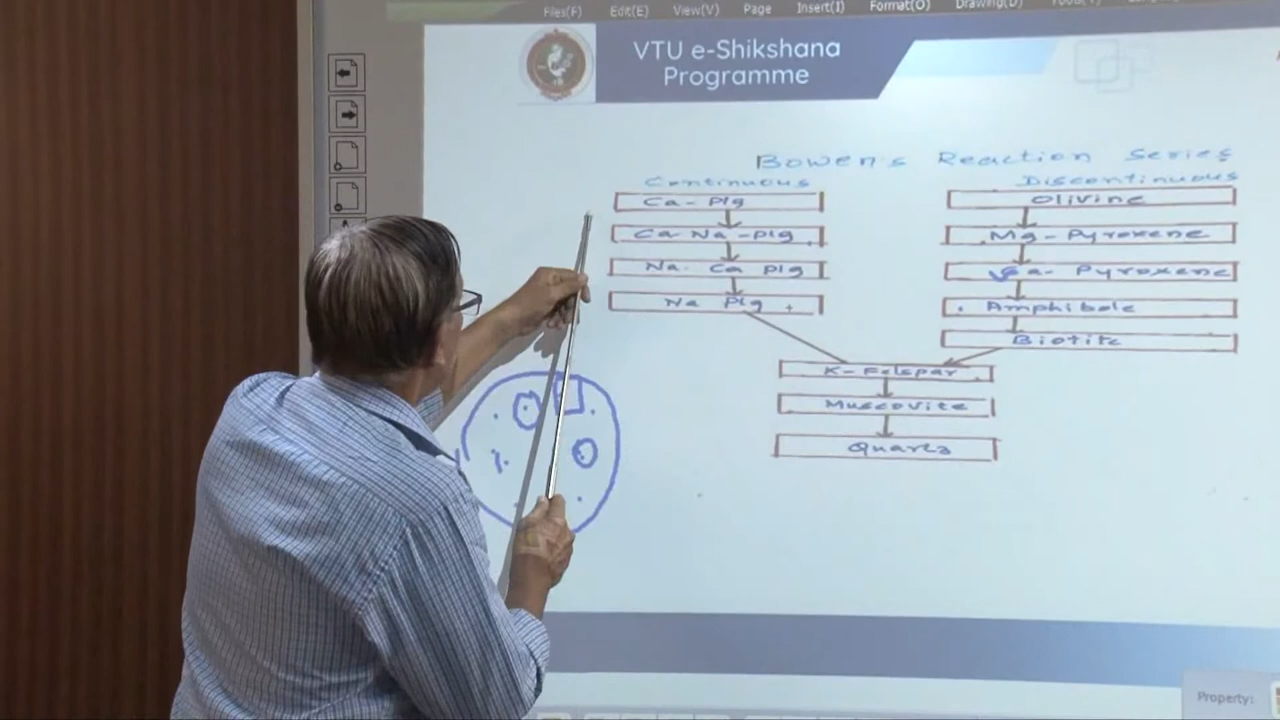 Files(F) Edit(E) View(V) Page Insert(I) Format(O) Drawing(D)
VTU e-Shikshana
Programme
Bowen's Reaction Series
Continuous
Discontinuous
Ca - Plg
Olivine
Ca Na - Plg
Mg - Pyroxene
Na. Ca Plg
Ca - Pyroxene
Na Plg
Amphibole
Biotite
K - Felspar
Muscovite
Quartz
Property: